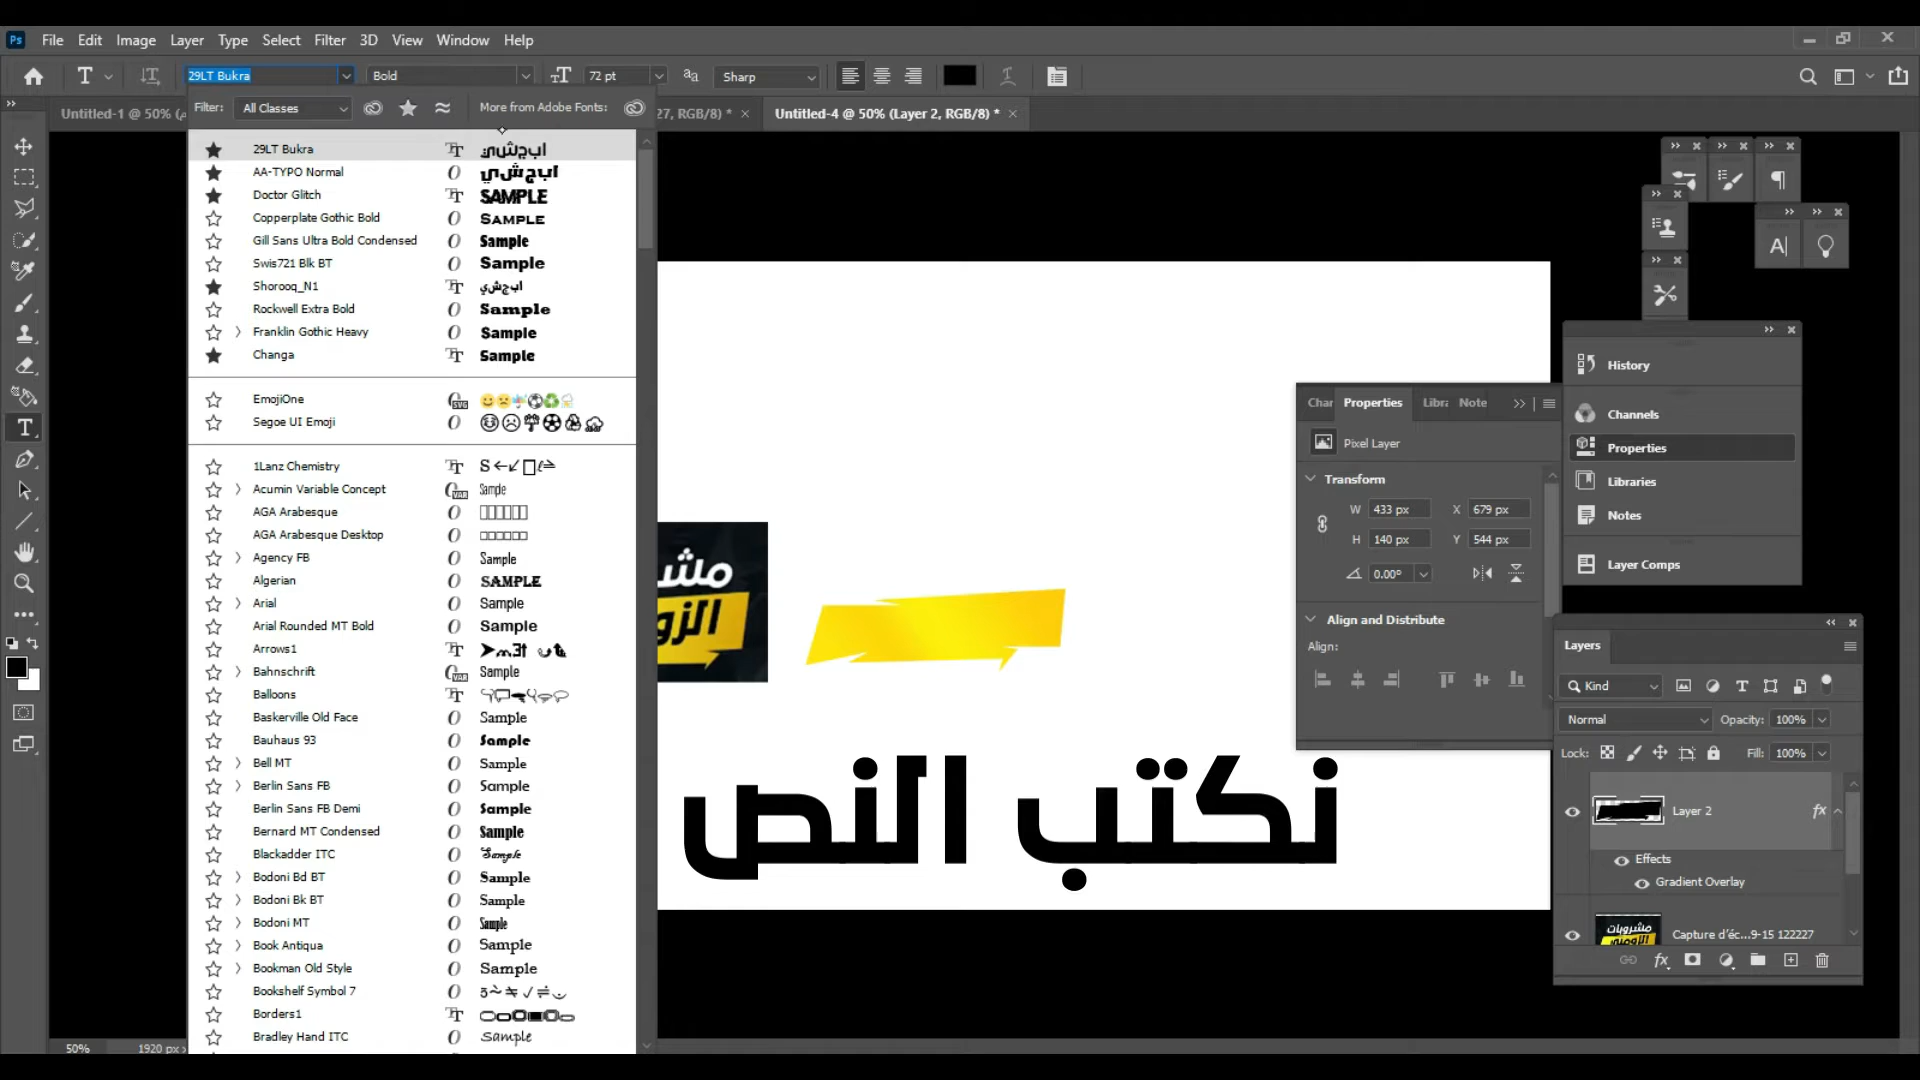 Ps File Edit Image Layer Type Select Filter 3D View Window Help
T 29LT Bukra Bold 72 pt Sharp
Filter: All Classes More from Adobe Fonts:
Untitled-1 @ 50% 27, RGB/8) * Untitled-4 @ 50% (Layer 2, RGB/8) *
29LT Bukra ابجشي
AA-TYPO Normal ابجشي
Doctor Glitch SAMPLE
Copperplate Gothic Bold SAMPLE
Gill Sans Ultra Bold Condensed Sample
Swis721 Blk BT Sample
Shorooq_N1 ابجشي
Rockwell Extra Bold Sample
Franklin Gothic Heavy Sample
Changa Sample
EmojiOne
Segoe UI Emoji
1Lanz Chemistry
Acumin Variable Concept Sample
AGA Arabesque
AGA Arabesque Desktop
Agency FB Sample
Algerian SAMPLE
Arial Sample
Arial Rounded MT Bold Sample
Arrows1
Bahnschrift Sample
Balloons
Baskerville Old Face Sample
Bauhaus 93 Sample
Bell MT Sample
Berlin Sans FB Sample
Berlin Sans FB Demi Sample
Bernard MT Condensed Sample
Blackadder ITC Sample
Bodoni Bd BT Sample
Bodoni Bk BT Sample
Bodoni MT Sample
Book Antiqua Sample
Bookman Old Style Sample
Bookshelf Symbol 7
Borders1
Bradley Hand ITC Sample
50% 1920 px
نكتب النص
Properties
Note
Pixel Layer
Transform
W 433 px X 679 px
H 140 px Y 544 px
0.00°
Align and Distribute
Align:
History
Channels
Properties
Libraries
Notes
Layer Comps
Layers
Kind
Normal Opacity: 100%
Lock: Fill: 100%
Layer 2 fx
Effects
Gradient Overlay
مشروبات
Capture d'éc...9-15 122227
fx